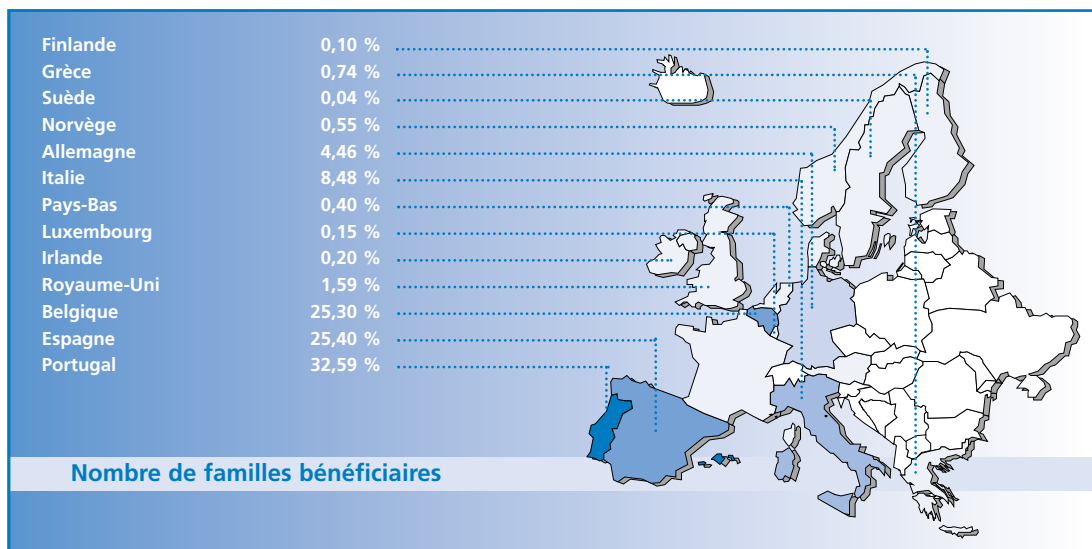 Finlande 0,10 %
Grèce 0,74 %
Suède 0,04 %
Norvège 0,55 %
Allemagne 4,46 %
Italie 8,48 %
Pays-Bas 0,40 %
Luxembourg 0,15 %
Irlande 0,20 %
Royaume-Uni 1,59 %
Belgique 25,30 %
Espagne 25,40 %
Portugal 32,59 %
Nombre de familles bénéficiaires